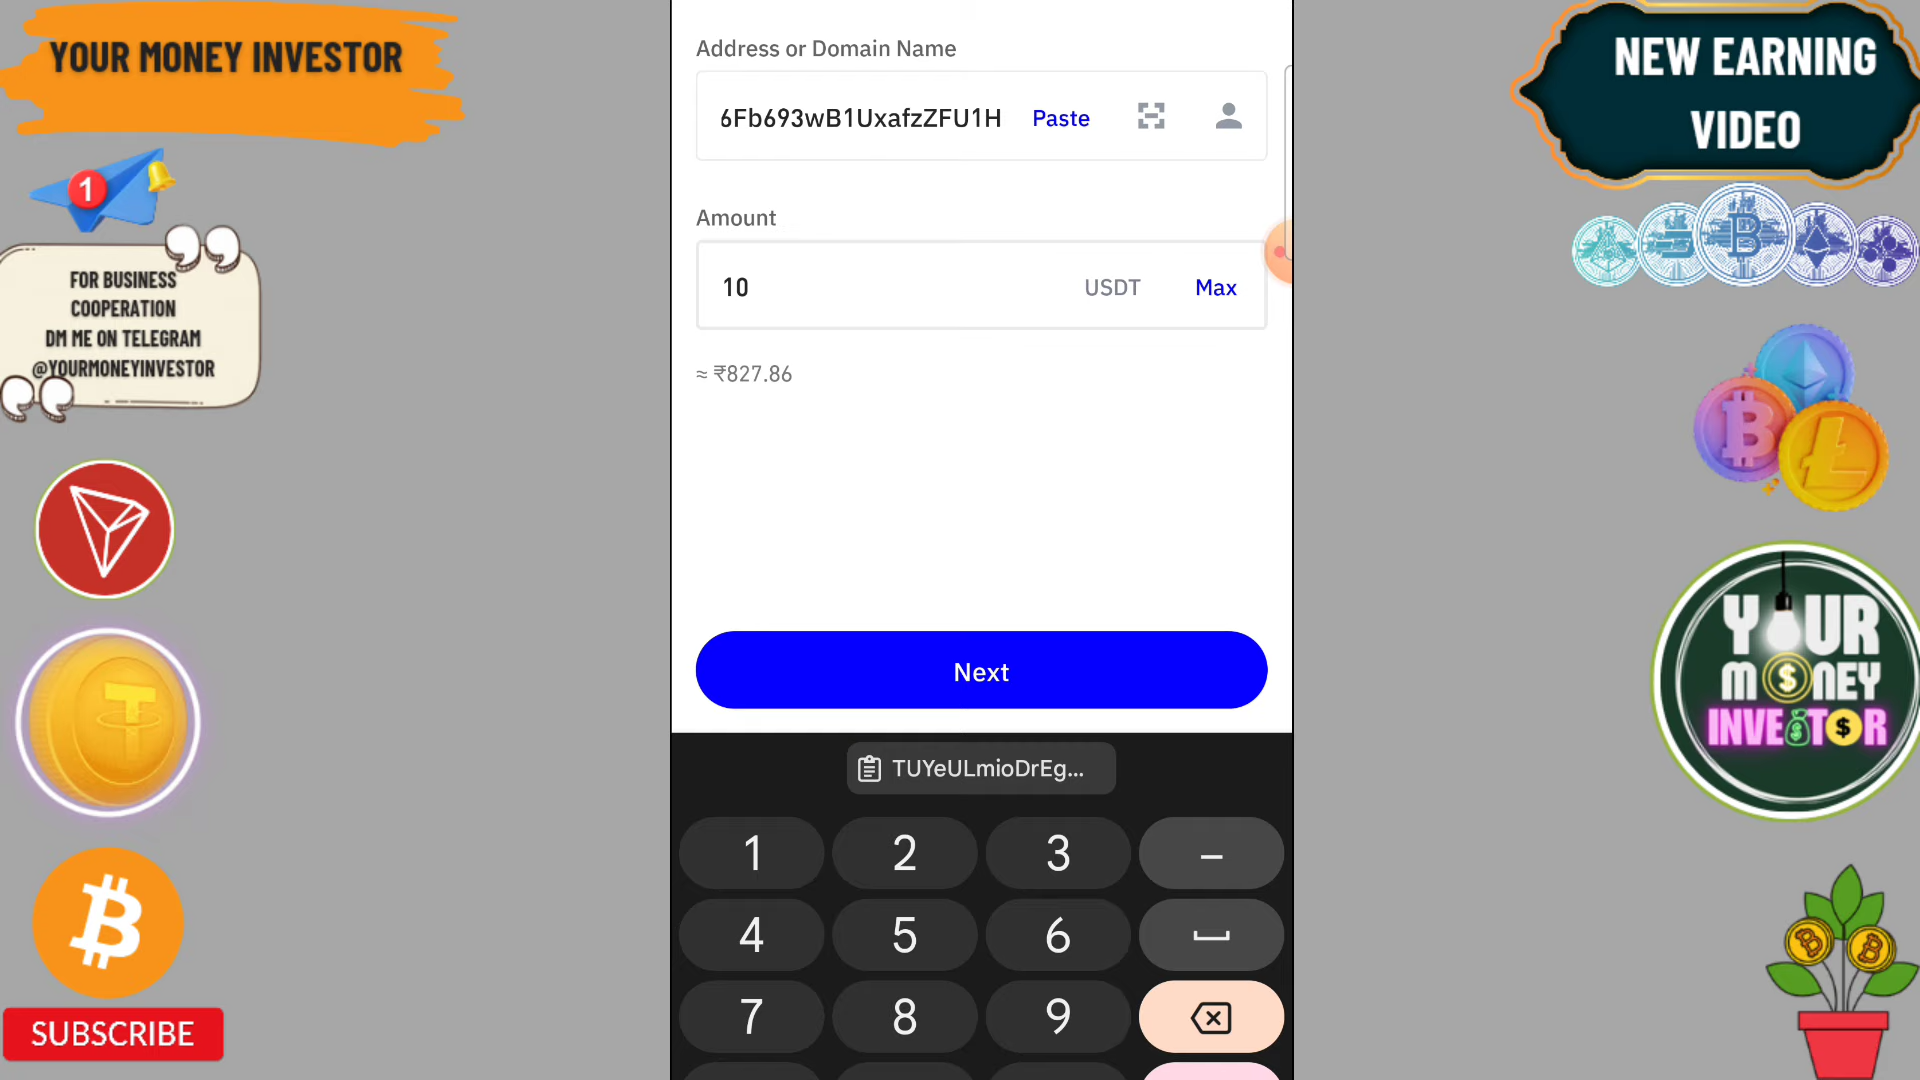 YOUR MONEY INVESTOR
1
FOR BUSINESS
COOPERATION
DM ME ON TELEGRAM
@YOURMONEYINVESTOR
SUBSCRIBE
Address or Domain Name
6Fb693wB1UxafzZFU1H Paste
Amount
10 USDT Max
≈ ₹827.86
Next
TUYeULmioDrEg...
1 2 3 –
4 5 6
7 8 9
NEW EARNING
VIDEO
YOUR
MONEY
INVESTOR